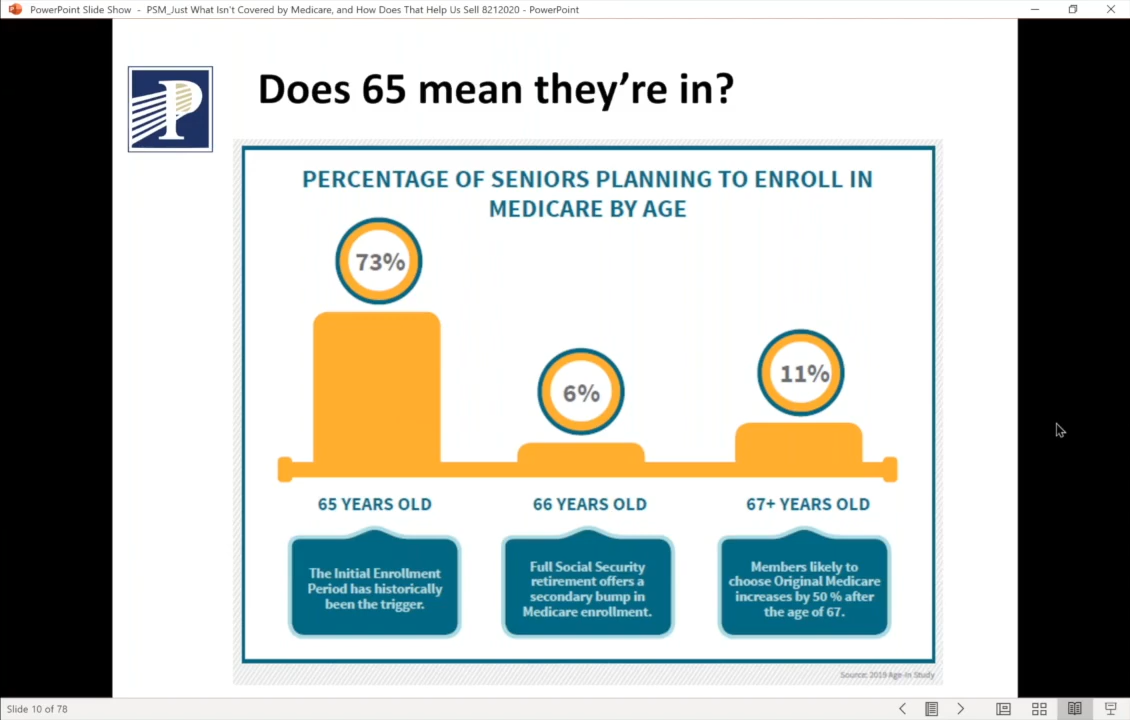 PowerPoint Slide Show - PSM_Just What Isn't Covered by Medicare, and How Does That Help Us Sell 8212020 - PowerPoint
P
Does 65 mean they're in?
PERCENTAGE OF SENIORS PLANNING TO ENROLL IN
MEDICARE BY AGE
73%
6%
11%
65 YEARS OLD
66 YEARS OLD
67+ YEARS OLD
The Initial Enrollment
Period has historically
been the trigger.
Full Social Security
retirement offers a
secondary bump in
Medicare enrollment.
Members likely to
choose Original Medicare
increases by 50 % after
the age of 67.
Source: 2019 Age-In Study
Slide 10 of 78